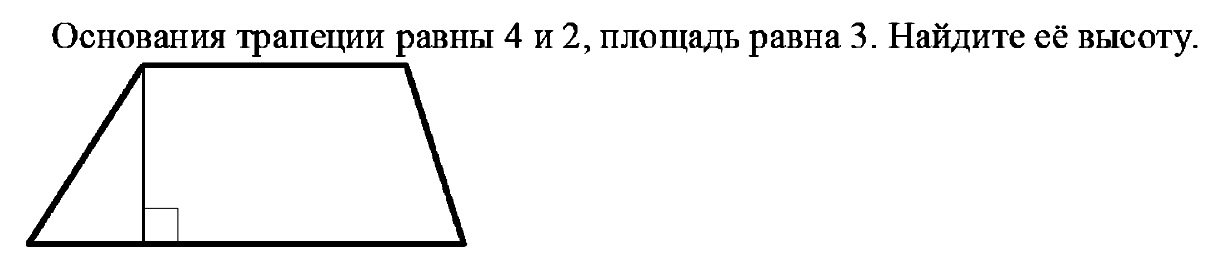 Основания трапеции равны 4 и 2, площадь равна 3. Найдите её высоту.